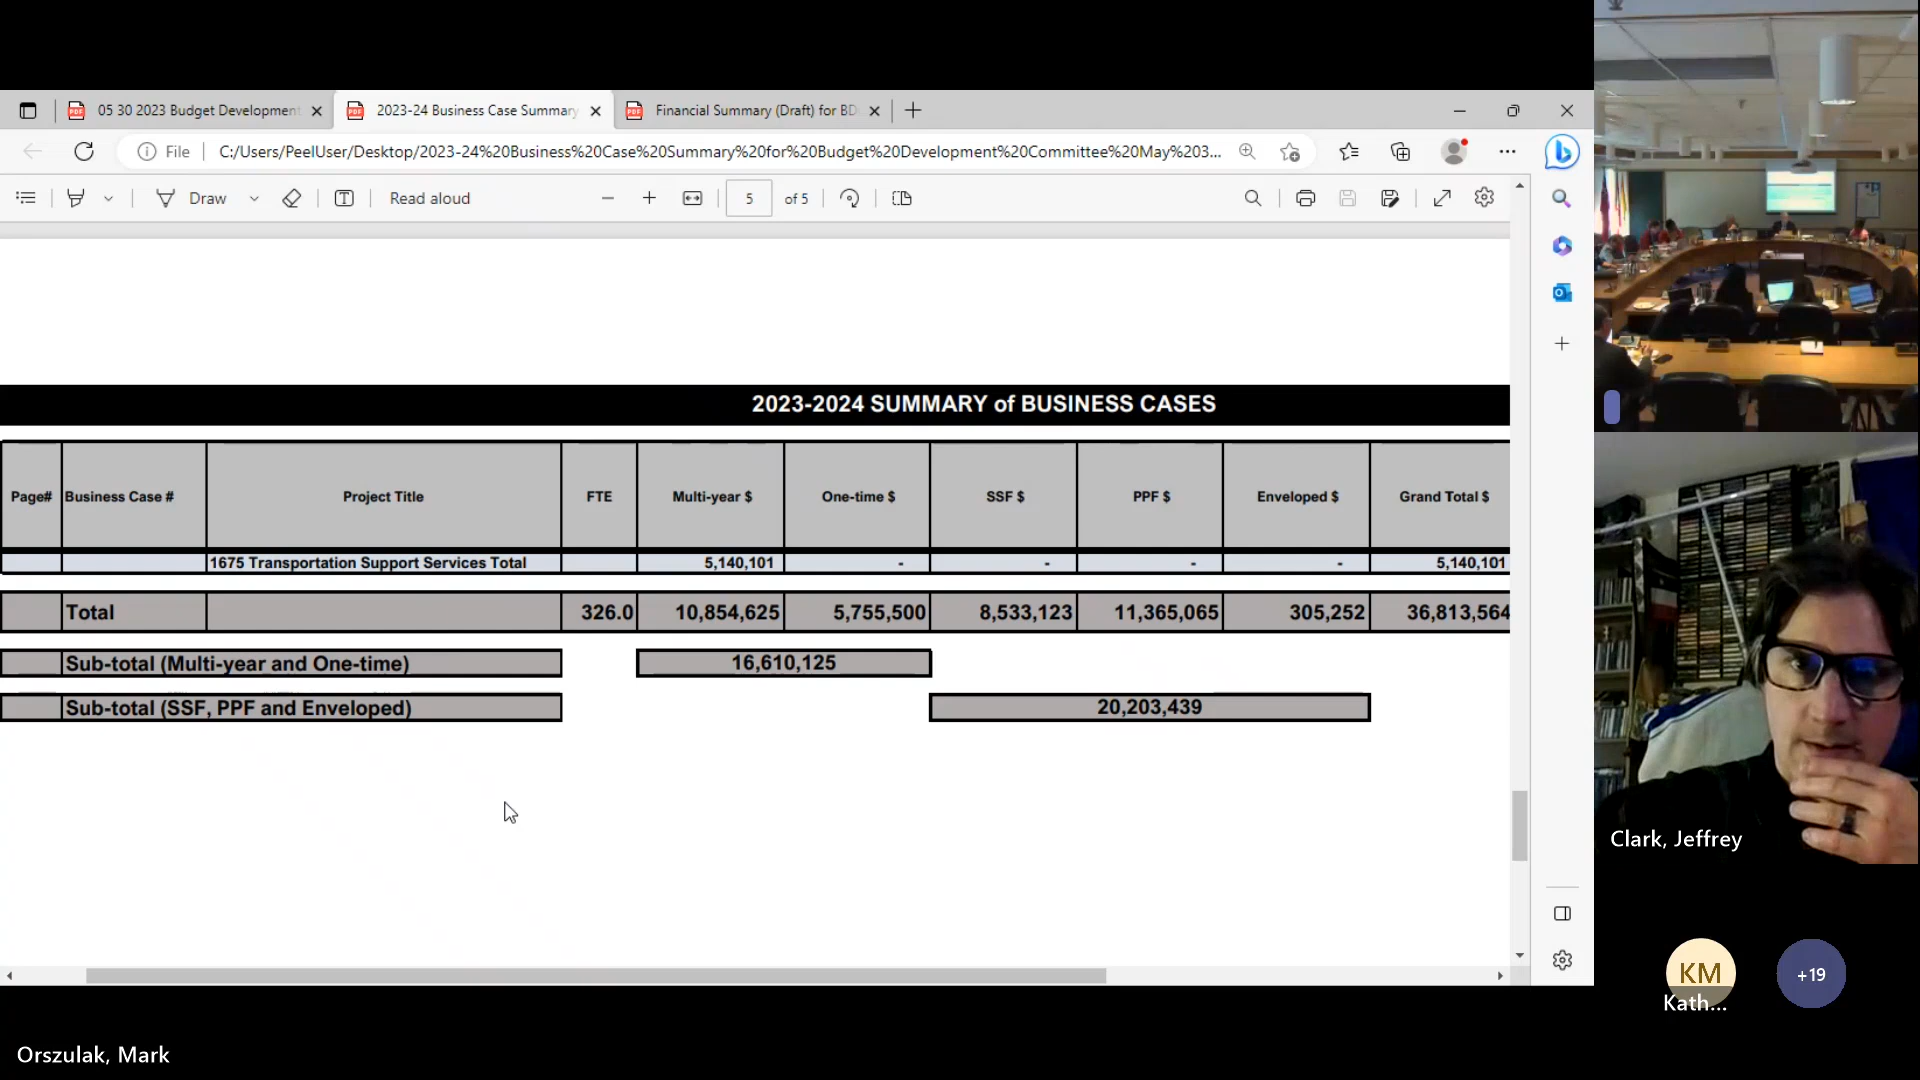 05 30 2023 Budget Development
2023-24 Business Case Summary
Financial Summary (Draft) for BD
File
C:/Users/PeelUser/Desktop/2023-24%20Business%20Case%20Summary%20for%20Budget%20Development%20Committee%20May%203...
Draw
Read aloud
5 of 5
2023-2024 SUMMARY of BUSINESS CASES
Page# Business Case # Project Title FTE Multi-year $ One-time $ SSF $ PPF $ Enveloped $ Grand Total $
1675 Transportation Support Services Total 5,140,101 - - - - 5,140,101
Total 326.0 10,854,625 5,755,500 8,533,123 11,365,065 305,252 36,813,564
Sub-total (Multi-year and One-time) 16,610,125
Sub-total (SSF, PPF and Enveloped) 20,203,439
Clark, Jeffrey
KM
+19
Kath...
Orszulak, Mark